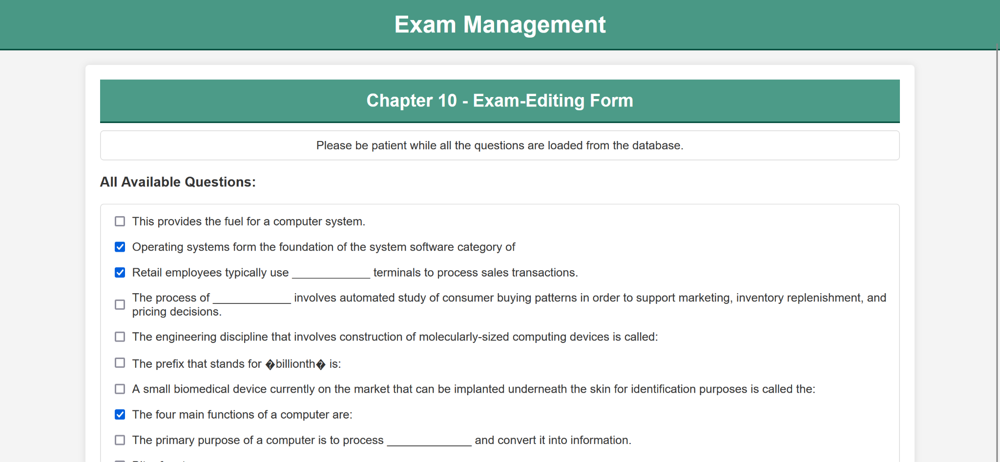 Exam Management
Chapter 10 - Exam-Editing Form
Please be patient while all the questions are loaded from the database.
All Available Questions:
This provides the fuel for a computer system.
Operating systems form the foundation of the system software category of
Retail employees typically use ____________ terminals to process sales transactions.
The process of ____________ involves automated study of consumer buying patterns in order to support marketing, inventory replenishment, and
pricing decisions.
The engineering discipline that involves construction of molecularly-sized computing devices is called:
The prefix that stands for �billionth� is:
A small biomedical device currently on the market that can be implanted underneath the skin for identification purposes is called the:
The four main functions of a computer are:
The primary purpose of a computer is to process _____________ and convert it into information.